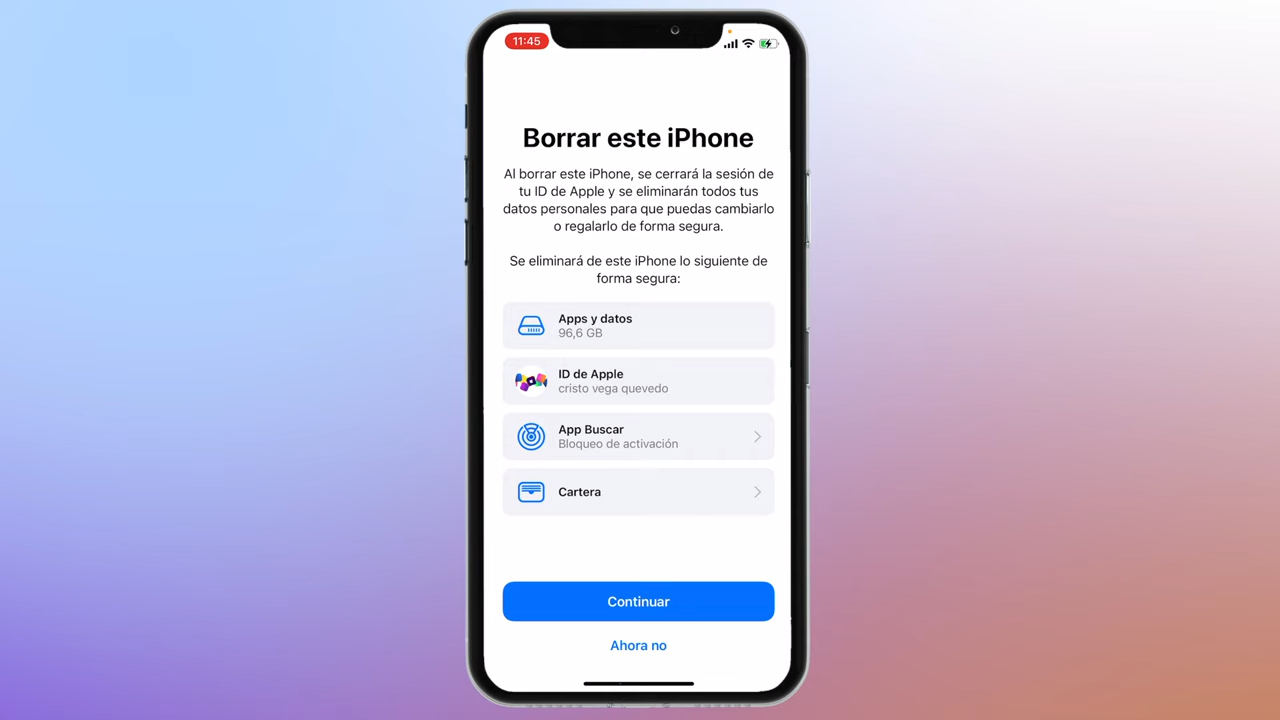 11:45
Borrar este iPhone
Al borrar este iPhone, se cerrará la sesión de
tu ID de Apple y se eliminarán todos tus
datos personales para que puedas cambiarlo
o regalarlo de forma segura.
Se eliminará de este iPhone lo siguiente de
forma segura:
Apps y datos
96,6 GB
ID de Apple
cristo vega quevedo
App Buscar
Bloqueo de activación
Cartera
Continuar
Ahora no